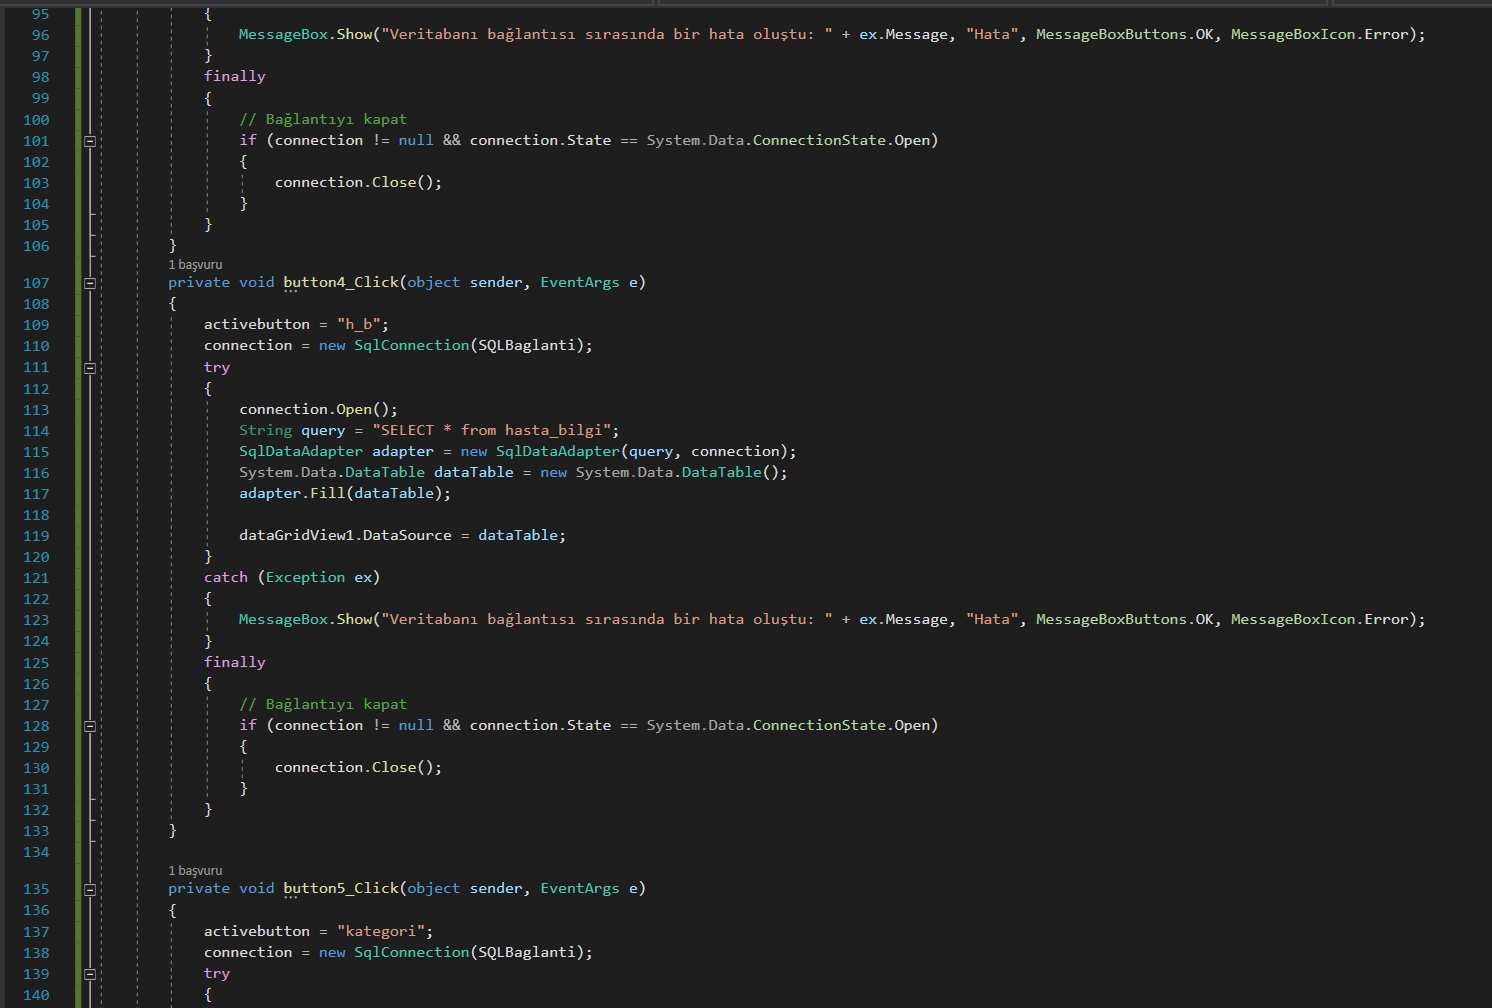 95 {
96 MessageBox.Show("Veritabanı bağlantısı sırasında bir hata oluştu: " + ex.Message, "Hata", MessageBoxButtons.OK, MessageBoxIcon.Error);
97 }
98 finally
99 {
100 // Bağlantıyı kapat
101 if (connection != null && connection.State == System.Data.ConnectionState.Open)
102 {
103 connection.Close();
104 }
105 }
106 }
1 başvuru
107 private void button4_Click(object sender, EventArgs e)
108 {
109 activebutton = "h_b";
110 connection = new SqlConnection(SQLBaglanti);
111 try
112 {
113 connection.Open();
114 String query = "SELECT * from hasta_bilgi";
115 SqlDataAdapter adapter = new SqlDataAdapter(query, connection);
116 System.Data.DataTable dataTable = new System.Data.DataTable();
117 adapter.Fill(dataTable);
118
119 dataGridView1.DataSource = dataTable;
120 }
121 catch (Exception ex)
122 {
123 MessageBox.Show("Veritabanı bağlantısı sırasında bir hata oluştu: " + ex.Message, "Hata", MessageBoxButtons.OK, MessageBoxIcon.Error);
124 }
125 finally
126 {
127 // Bağlantıyı kapat
128 if (connection != null && connection.State == System.Data.ConnectionState.Open)
129 {
130 connection.Close();
131 }
132 }
133 }
134
1 başvuru
135 private void button5_Click(object sender, EventArgs e)
136 {
137 activebutton = "kategori";
138 connection = new SqlConnection(SQLBaglanti);
139 try
140 {